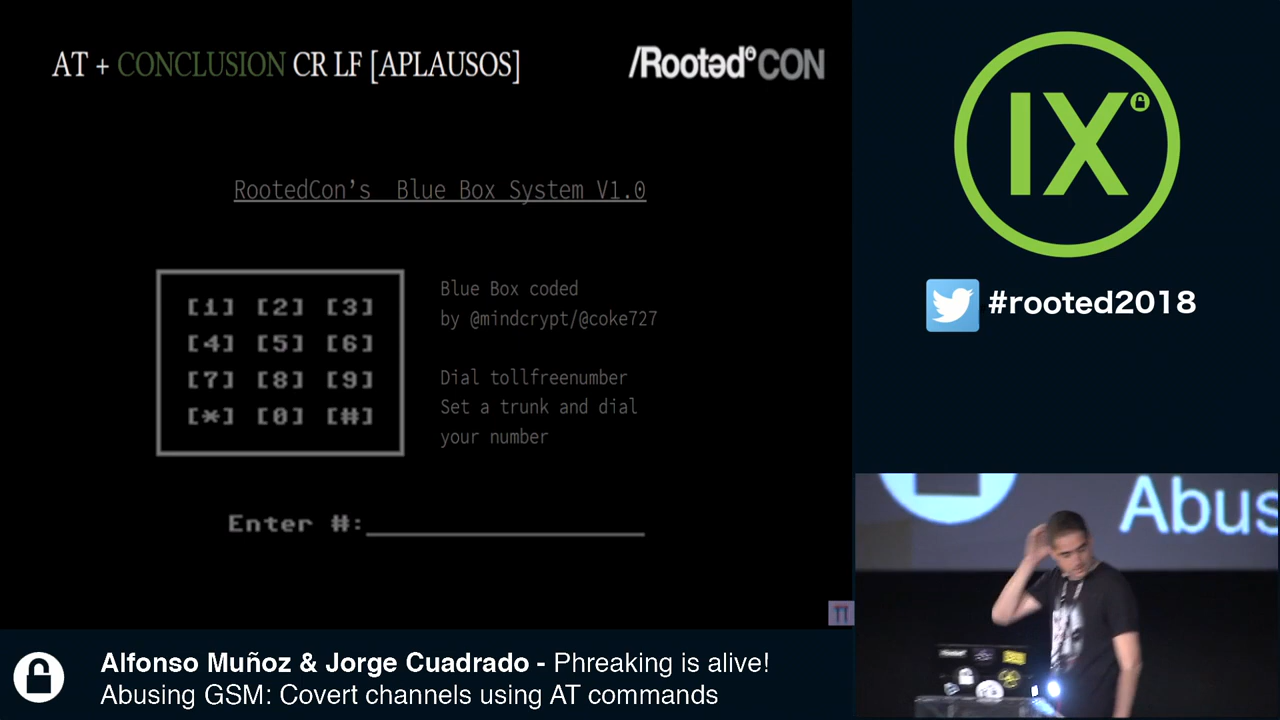 AT + CONCLUSION CR LF [APLAUSOS]
/RootedCON
RootedCon's Blue Box System V1.0
[1] [2] [3]
[4] [5] [6]
[7] [8] [9]
[*] [0] [#]
Blue Box coded
by @mindcrypt/@coke727
Dial tollfreenumber
Set a trunk and dial
your number
Enter #:
IX
#rooted2018
Abus
Alfonso Muñoz & Jorge Cuadrado - Phreaking is alive!
Abusing GSM: Covert channels using AT commands